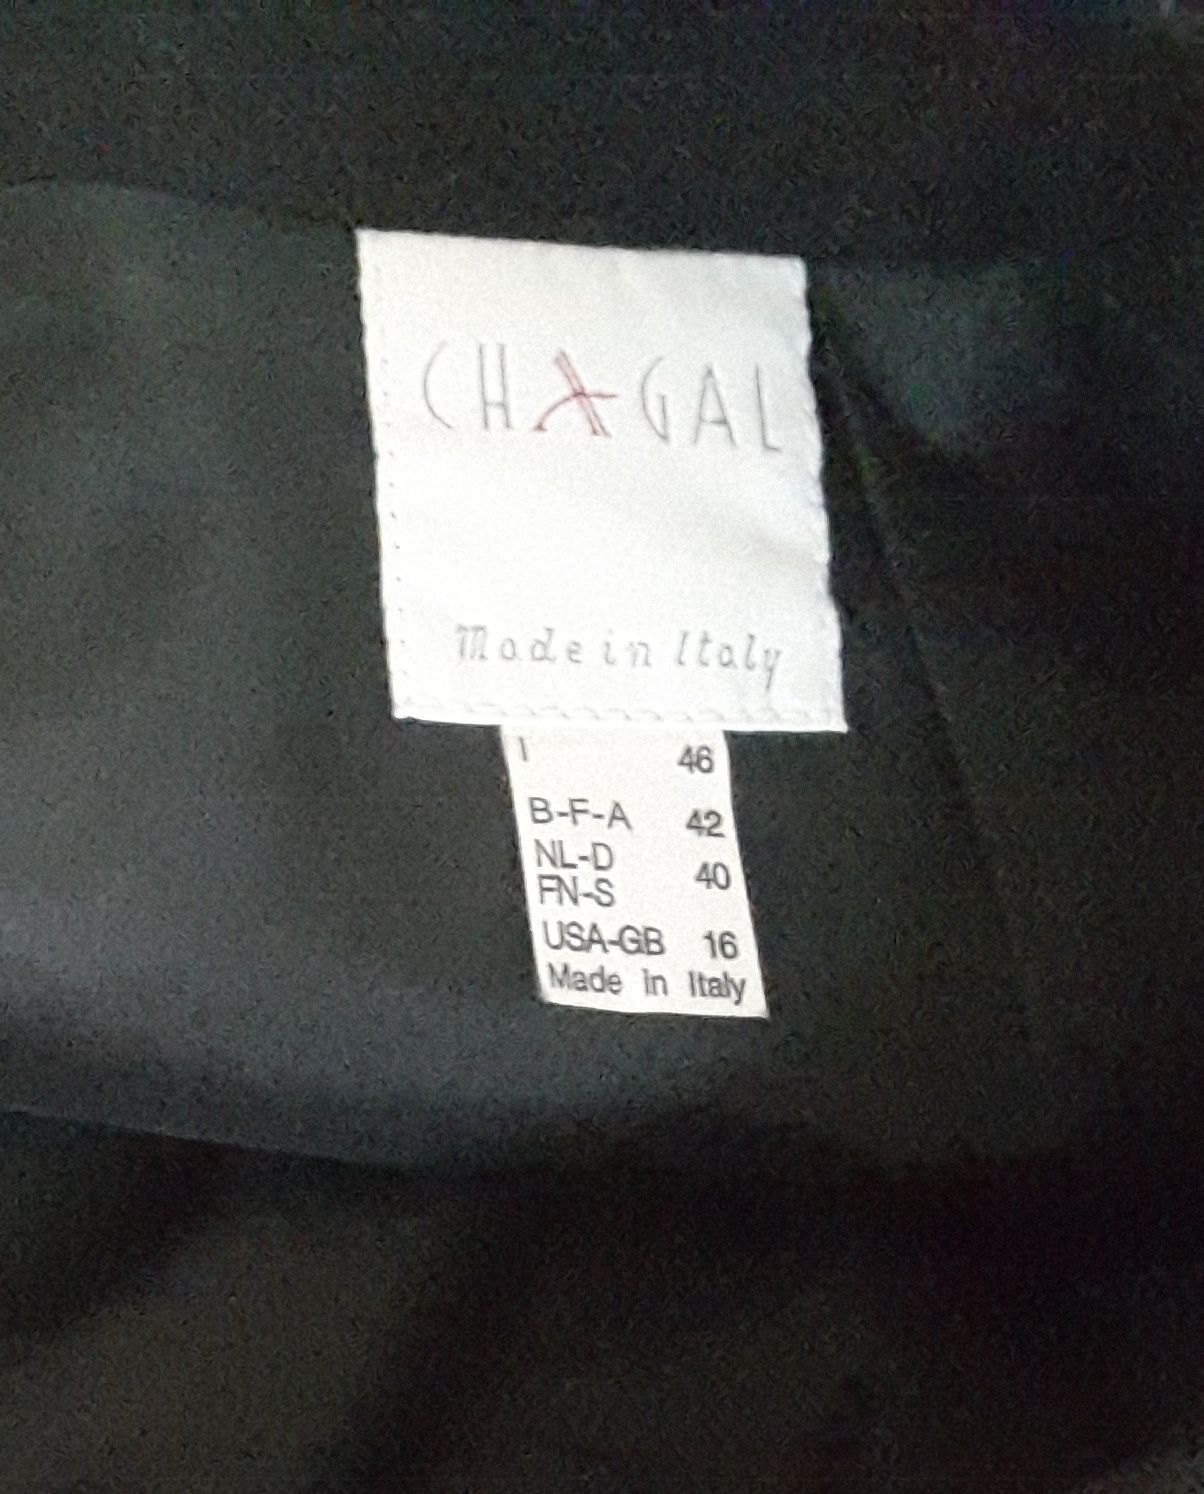 CHAGAL
Made in Italy
I 46
B-F-A 42
NL-D
FN-S 40
USA-GB 16
Made in Italy